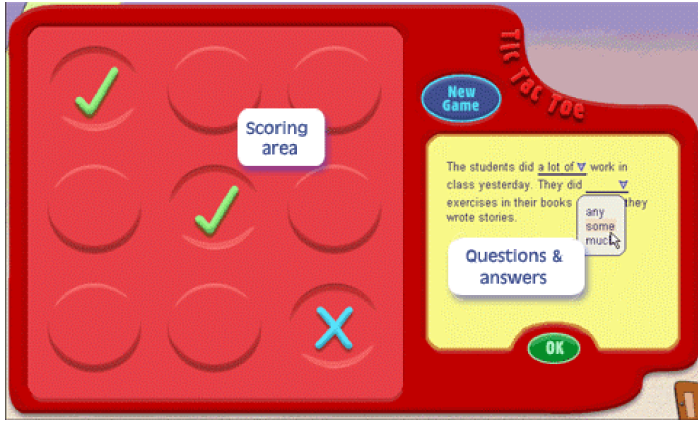 Tic Tac Toe
New
Game
Scoring
area
The students did a lot of work in
class yesterday. They did
exercises in their books they
wrote stories.
any
some
much
Questions &
answers
OK